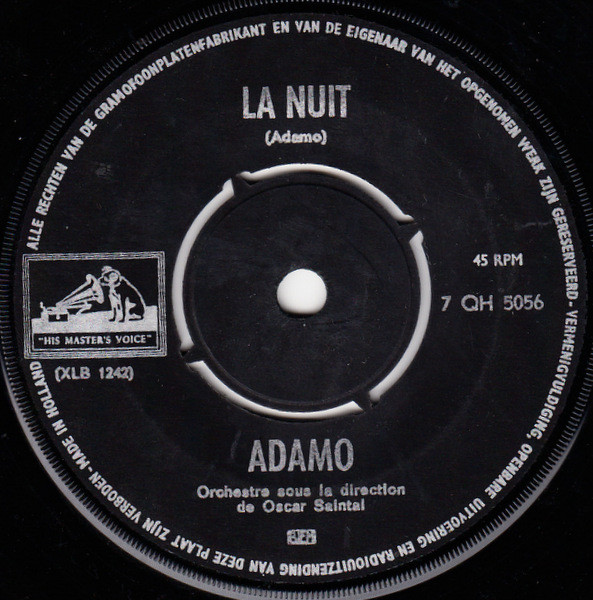 ALLE RECHTEN VAN DE GRAMOFOONPLATENFABRIKANT EN VAN DE EIGENAAR VAN HET OPGENOMEN WERK ZIJN GERESERVEERD - VERMENIGVULDIGING, OPENBARE UITVOERING EN RADIOUITZENDING VAN DEZE PLAAT ZIJN VERBODEN - MADE IN HOLLAND
LA NUIT
(Adamo)
45 RPM
7 QH 5056
"HIS MASTER'S VOICE"
(XLB 1242)
ADAMO
Orchestre sous la direction
de Oscar Saintal